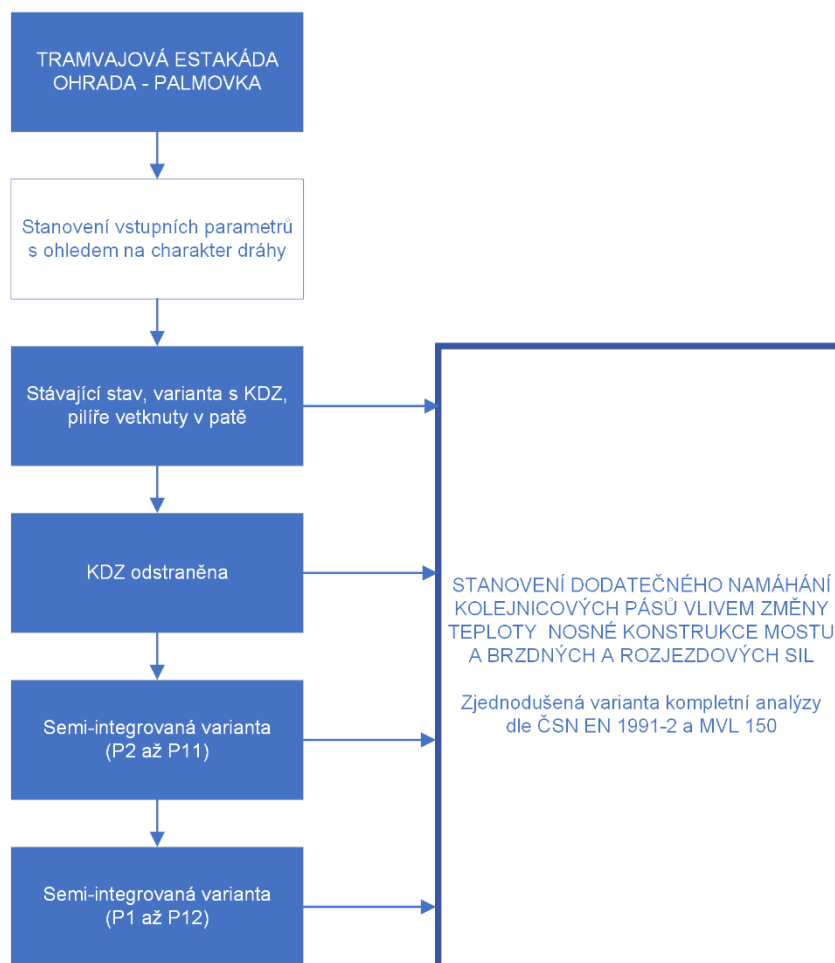 TRAMVAJOVÁ ESTAKÁDA
OHRADA - PALMOVKA
Stanovení vstupních parametrů
s ohledem na charakter dráhy
Stávající stav, varianta s KDZ,
pilíře vetknuty v patě
KDZ odstraněna
Semi-integrovaná varianta
(P2 až P11)
Semi-integrovaná varianta
(P1 až P12)
STANOVENÍ DODATEČNÉHO NAMÁHÁNÍ
KOLEJNICOVÝCH PÁSŮ VLIVEM ZMĚNY
TEPLOTY NOSNÉ KONSTRUKCE MOSTU
A BRZDNÝCH A ROZJEZDOVÝCH SIL
Zjednodušená varianta kompletní analýzy
dle ČSN EN 1991-2 a MVL 150